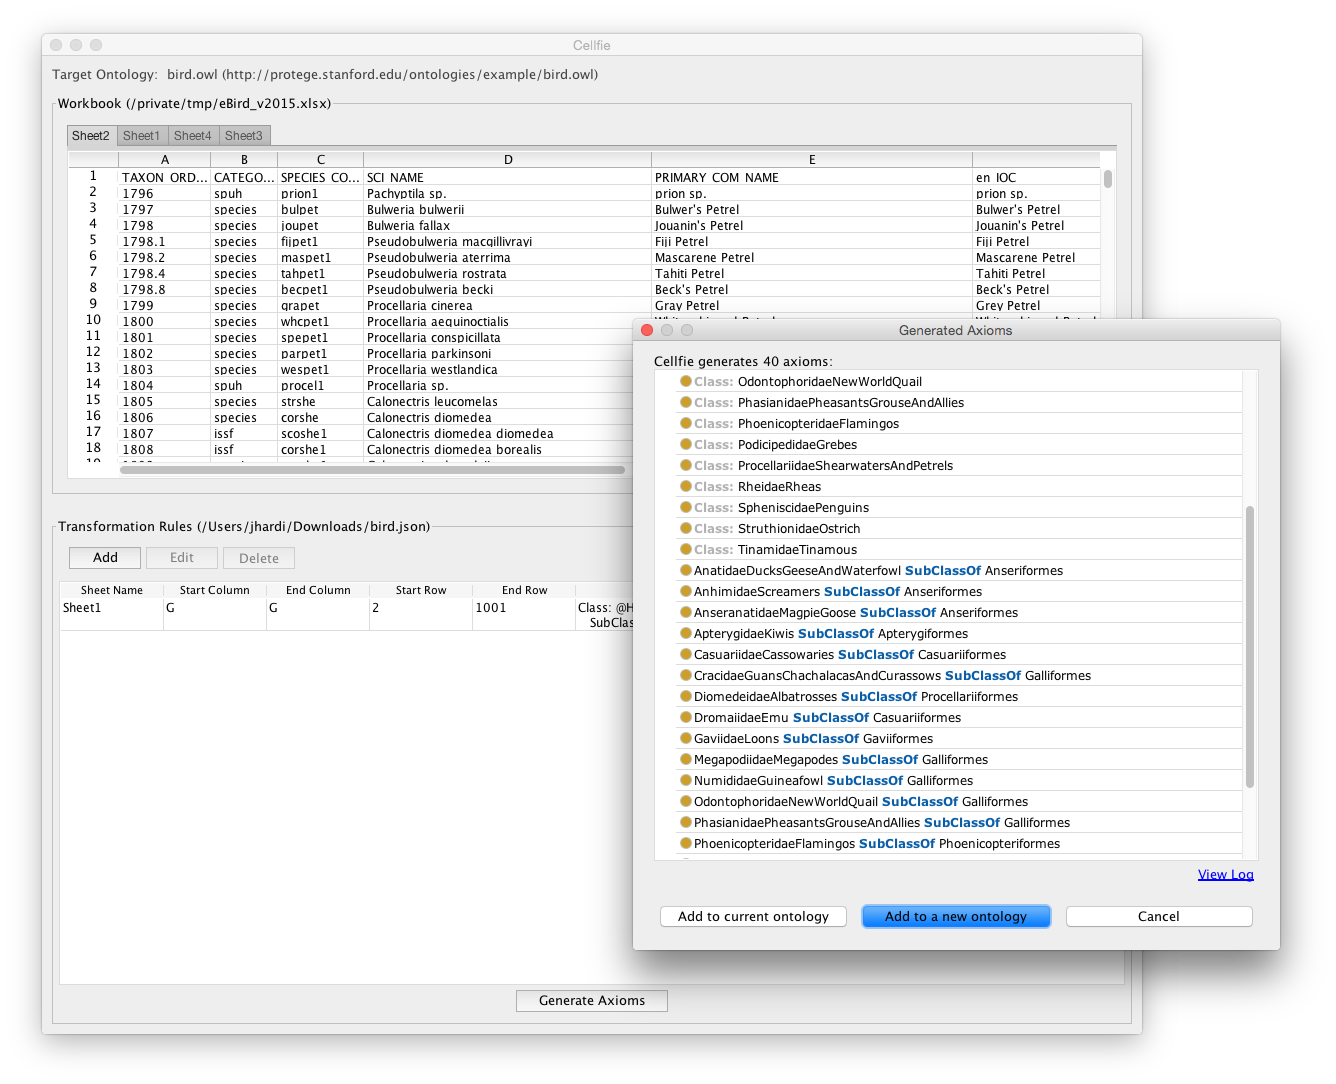 Cellfie
Target Ontology: bird.owl (http://protege.stanford.edu/ontologies/example/bird.owl)
Workbook (/private/tmp/eBird_v2015.xlsx)
Sheet2 Sheet1 Sheet4 Sheet3
A B C D E
1 TAXON_ORD... CATEGO... SPECIES_CO... SCI_NAME PRIMARY_COM_NAME en_IOC
2 1796 spuh prion1 Pachyptila sp. prion sp. prion sp.
3 1797 species bulpet Bulweria bulwerii Bulwer's Petrel Bulwer's Petrel
4 1798 species joupet Bulweria fallax Jouanin's Petrel Jouanin's Petrel
5 1798.1 species fijpet1 Pseudobulweria macgillivrayi Fiji Petrel Fiji Petrel
6 1798.2 species maspet1 Pseudobulweria aterrima Mascarene Petrel Mascarene Petrel
7 1798.4 species tahpet1 Pseudobulweria rostrata Tahiti Petrel Tahiti Petrel
8 1798.8 species becpet1 Pseudobulweria becki Beck's Petrel Beck's Petrel
9 1799 species grapet Procellaria cinerea Gray Petrel Grey Petrel
10 1800 species whcpet1 Procellaria aequinoctialis
11 1801 species spepet1 Procellaria conspicillata
12 1802 species parpet1 Procellaria parkinsoni
13 1803 species wespet1 Procellaria westlandica
14 1804 spuh procel1 Procellaria sp.
15 1805 species strshe Calonectris leucomelas
16 1806 species corshe Calonectris diomedea
17 1807 issf scoshe1 Calonectris diomedea diomedea
18 1808 issf corshe1 Calonectris diomedea borealis
Transformation Rules (/Users/jhardi/Downloads/bird.json)
Add Edit Delete
Sheet Name Start Column End Column Start Row End Row
Sheet1 G G 2 1001 Class: @H
SubClas
Generate Axioms
Generated Axioms
Cellfie generates 40 axioms:
Class: OdontophoridaeNewWorldQuail
Class: PhasianidaePheasantsGrouseAndAllies
Class: PhoenicopteridaeFlamingos
Class: PodicipedidaeGrebes
Class: ProcellariidaeShearwatersAndPetrels
Class: RheidaeRheas
Class: SpheniscidaePenguins
Class: StruthionidaeOstrich
Class: TinamidaeTinamous
AnatidaeDucksGeeseAndWaterfowl SubClassOf Anseriformes
AnhimidaeScreamers SubClassOf Anseriformes
AnseranatidaeMagpieGoose SubClassOf Anseriformes
ApterygidaeKiwis SubClassOf Apterygiformes
CasuariidaeCassowaries SubClassOf Casuariiformes
CracidaeGuansChachalacasAndCurassows SubClassOf Galliformes
DiomedeidaeAlbatrosses SubClassOf Procellariiformes
DromaiidaeEmu SubClassOf Casuariiformes
GaviidaeLoons SubClassOf Gaviiformes
MegapodiidaeMegapodes SubClassOf Galliformes
NumididaeGuineafowl SubClassOf Galliformes
OdontophoridaeNewWorldQuail SubClassOf Galliformes
PhasianidaePheasantsGrouseAndAllies SubClassOf Galliformes
PhoenicopteridaeFlamingos SubClassOf Phoenicopteriformes
View Log
Add to current ontology Add to a new ontology Cancel